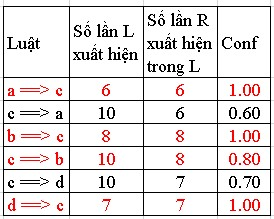 Luật Số lần L xuất hiện Số lần R xuất hiện trong L Conf
a ==> c 6 6 1.00
c ==> a 10 6 0.60
b ==> c 8 8 1.00
c ==> b 10 8 0.80
c ==> d 10 7 0.70
d ==> c 7 7 1.00